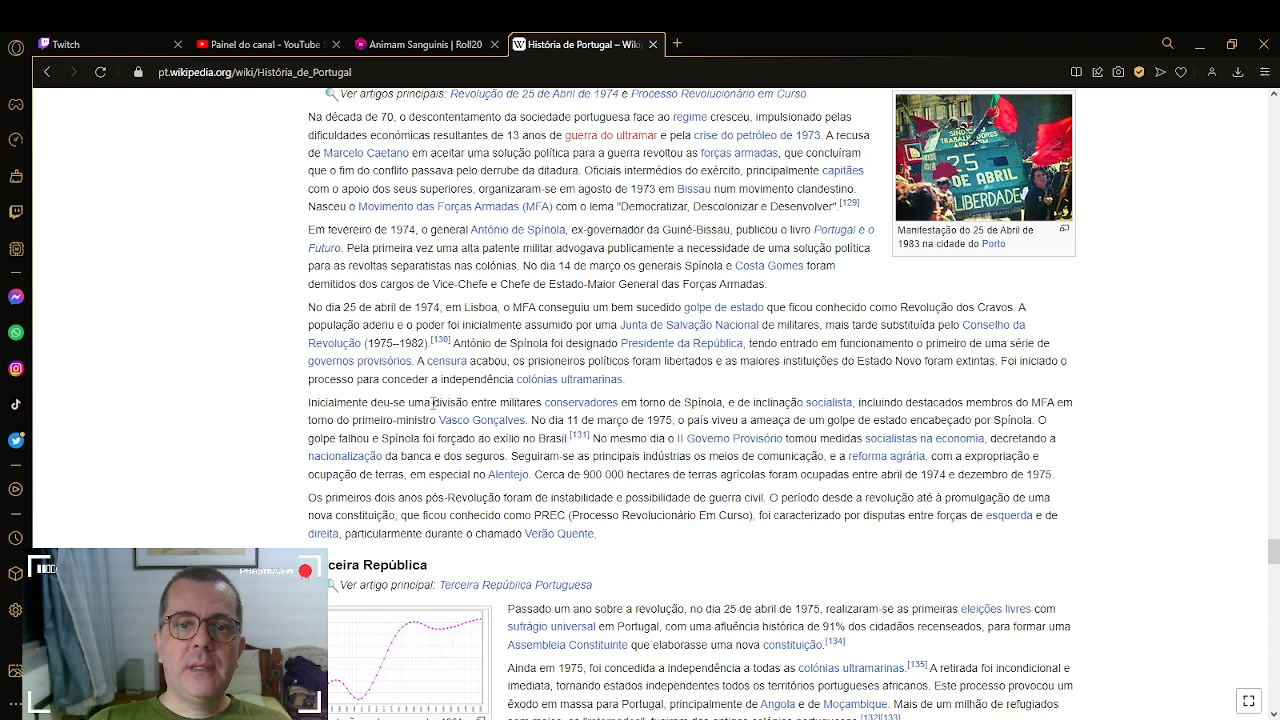 Twitch
Painel do canal - YouTube S
Animam Sanguinis | Roll20
História de Portugal – Wiki
pt.wikipedia.org/wiki/História_de_Portugal
Ver artigos principais: Revolução de 25 de Abril de 1974 e Processo Revolucionário em Curso
Na década de 70, o descontentamento da sociedade portuguesa face ao regime cresceu, impulsionado pelas
dificuldades económicas resultantes de 13 anos de guerra do ultramar e pela crise do petróleo de 1973. A recusa
de Marcelo Caetano em aceitar uma solução política para a guerra revoltou as forças armadas, que concluíram
que o fim do conflito passava pelo derrube da ditadura. Oficiais intermédios do exército, principalmente capitães
com o apoio dos seus superiores, organizaram-se em agosto de 1973 em Bissau num movimento clandestino.
Nasceu o Movimento das Forças Armadas (MFA) com o lema "Democratizar, Descolonizar e Desenvolver".[129]
SINDIC
TRABALHADORES
25
DE ABRIL
LIBERDADE
Manifestação do 25 de Abril de
1983 na cidade do Porto
Em fevereiro de 1974, o general António de Spínola, ex-governador da Guiné-Bissau, publicou o livro Portugal e o
Futuro. Pela primeira vez uma alta patente militar advogava publicamente a necessidade de uma solução política
para as revoltas separatistas nas colónias. No dia 14 de março os generais Spínola e Costa Gomes foram
demitidos dos cargos de Vice-Chefe e Chefe de Estado-Maior General das Forças Armadas.
No dia 25 de abril de 1974, em Lisboa, o MFA conseguiu um bem sucedido golpe de estado que ficou conhecido como Revolução dos Cravos. A
população aderiu e o poder foi inicialmente assumido por uma Junta de Salvação Nacional de militares, mais tarde substituída pelo Conselho da
Revolução (1975–1982).[130] António de Spínola foi designado Presidente da República, tendo entrado em funcionamento o primeiro de uma série de
governos provisórios. A censura acabou, os prisioneiros políticos foram libertados e as maiores instituições do Estado Novo foram extintas. Foi iniciado o
processo para conceder a independência colónias ultramarinas.
Inicialmente deu-se uma divisão entre militares conservadores em torno de Spínola, e de inclinação socialista, incluindo destacados membros do MFA em
torno do primeiro-ministro Vasco Gonçalves. No dia 11 de março de 1975, o país viveu a ameaça de um golpe de estado encabeçado por Spínola. O
golpe falhou e Spínola foi forçado ao exílio no Brasil.[131] No mesmo dia o II Governo Provisório tomou medidas socialistas na economia, decretando a
nacionalização da banca e dos seguros. Seguiram-se as principais indústrias os meios de comunicação, e a reforma agrária, com a expropriação e
ocupação de terras, em especial no Alentejo. Cerca de 900 000 hectares de terras agrícolas foram ocupadas entre abril de 1974 e dezembro de 1975.
Os primeiros dois anos pós-Revolução foram de instabilidade e possibilidade de guerra civil. O período desde a revolução até à promulgação de uma
nova constituição, que ficou conhecido como PREC (Processo Revolucionário Em Curso), foi caracterizado por disputas entre forças de esquerda e de
direita, particularmente durante o chamado Verão Quente.
ceira República
Ver artigo principal: Terceira República Portuguesa
Passado um ano sobre a revolução, no dia 25 de abril de 1975, realizaram-se as primeiras eleições livres com
sufrágio universal em Portugal, com uma afluência histórica de 91% dos cidadãos recenseados, para formar uma
Assembleia Constituinte que elaborasse uma nova constituição.[134]
Ainda em 1975, foi concedida a independência a todas as colónias ultramarinas.[135] A retirada foi incondicional e
imediata, tornando estados independentes todos os territórios portugueses africanos. Este processo provocou um
êxodo em massa para Portugal, principalmente de Angola e de Moçambique. Mais de um milhão de refugiados